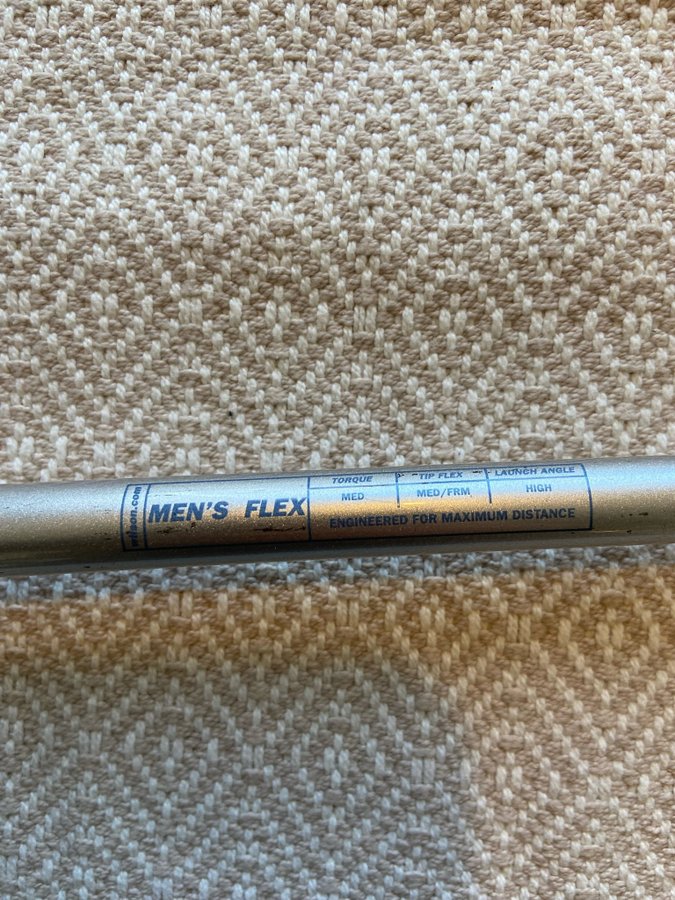 wilson.com
MEN'S FLEX
TORQUE TIP FLEX LAUNCH ANGLE
MED MED/FRM HIGH
ENGINEERED FOR MAXIMUM DISTANCE